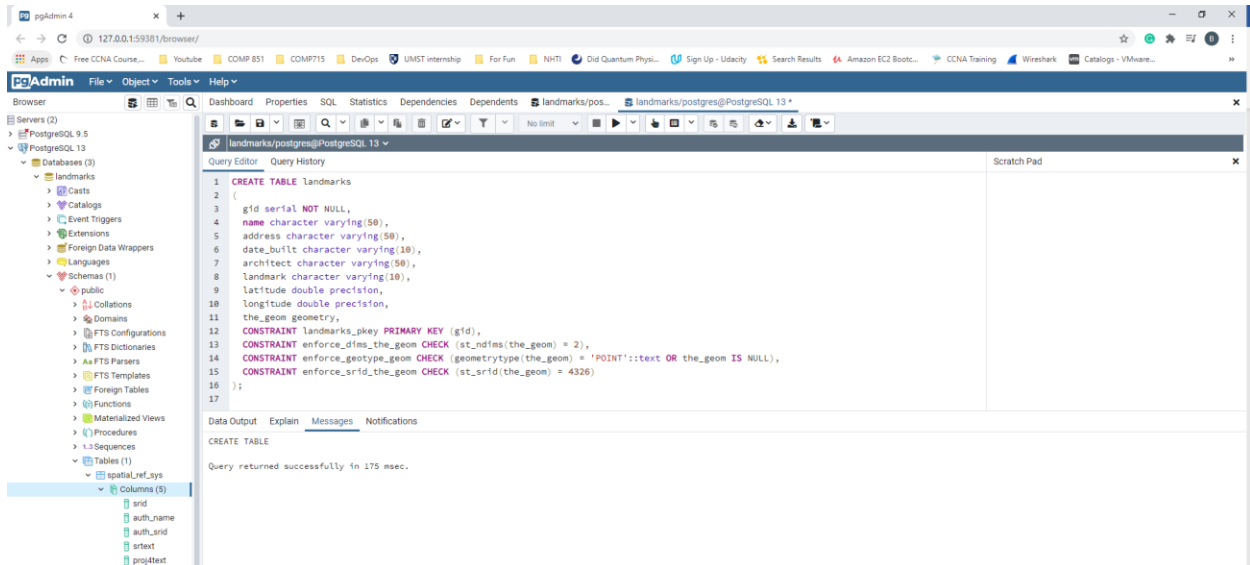 pgAdmin 4
127.0.0.1:59381/browser/
Apps Free CCNA Course,... Youtube COMP 851 COMP715 DevOps UMST internship For Fun NHTI Did Quantum Physi... Sign Up - Udacity Search Results Amazon EC2 Bootc... CCNA Training Wireshark Catalogs - VMware... »
pgAdmin File Object Tools Help
Browser Dashboard Properties SQL Statistics Dependencies Dependents landmarks/pos... landmarks/postgres@PostgreSQL 13 *
No limit
landmarks/postgres@PostgreSQL 13
Query Editor Query History Scratch Pad
Servers (2)
PostgreSQL 9.5
PostgreSQL 13
Databases (3)
landmarks
Casts
Catalogs
Event Triggers
Extensions
Foreign Data Wrappers
Languages
Schemas (1)
public
Collations
Domains
FTS Configurations
FTS Dictionaries
FTS Parsers
FTS Templates
Foreign Tables
Functions
Materialized Views
Procedures
1..3 Sequences
Tables (1)
spatial_ref_sys
Columns (5)
srid
auth_name
auth_srid
srtext
proj4text
1 CREATE TABLE landmarks
2 (
3 gid serial NOT NULL,
4 name character varying(50),
5 address character varying(50),
6 date_built character varying(10),
7 architect character varying(50),
8 landmark character varying(10),
9 latitude double precision,
10 longitude double precision,
11 the_geom geometry,
12 CONSTRAINT landmarks_pkey PRIMARY KEY (gid),
13 CONSTRAINT enforce_dims_the_geom CHECK (st_ndims(the_geom) = 2),
14 CONSTRAINT enforce_geotype_geom CHECK (geometrytype(the_geom) = 'POINT'::text OR the_geom IS NULL),
15 CONSTRAINT enforce_srid_the_geom CHECK (st_srid(the_geom) = 4326)
16 );
17
Data Output Explain Messages Notifications
CREATE TABLE
Query returned successfully in 175 msec.